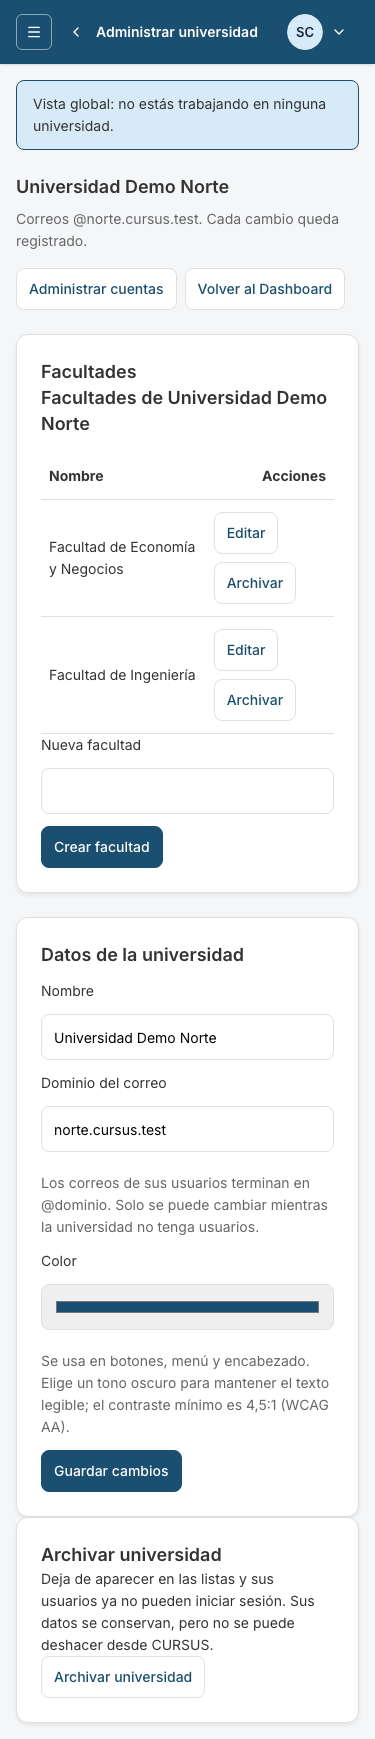 Administrar universidad
SC
Vista global: no estás trabajando en ninguna
universidad.
Universidad Demo Norte
Correos @norte.cursus.test. Cada cambio queda
registrado.
Administrar cuentas
Volver al Dashboard
Facultades
Facultades de Universidad Demo
Norte
Nombre
Acciones
Facultad de Economía
y Negocios
Editar
Archivar
Facultad de Ingeniería
Editar
Archivar
Nueva facultad
Crear facultad
Datos de la universidad
Nombre
Universidad Demo Norte
Dominio del correo
norte.cursus.test
Los correos de sus usuarios terminan en
@dominio. Solo se puede cambiar mientras
la universidad no tenga usuarios.
Color
Se usa en botones, menú y encabezado.
Elige un tono oscuro para mantener el texto
legible; el contraste mínimo es 4,5:1 (WCAG
AA).
Guardar cambios
Archivar universidad
Deja de aparecer en las listas y sus
usuarios ya no pueden iniciar sesión. Sus
datos se conservan, pero no se puede
deshacer desde CURSUS.
Archivar universidad